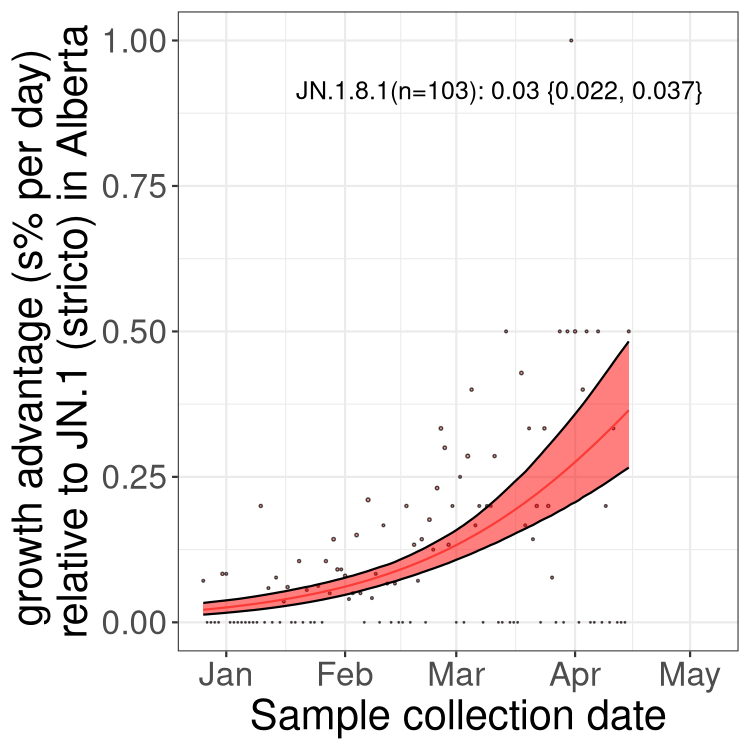 growth advantage (s% per day)
relative to JN.1 (stricto) in Alberta
1.00
0.75
0.50
0.25
0.00
JN.1.8.1(n=103): 0.03 {0.022, 0.037}
Jan Feb Mar Apr May
Sample collection date